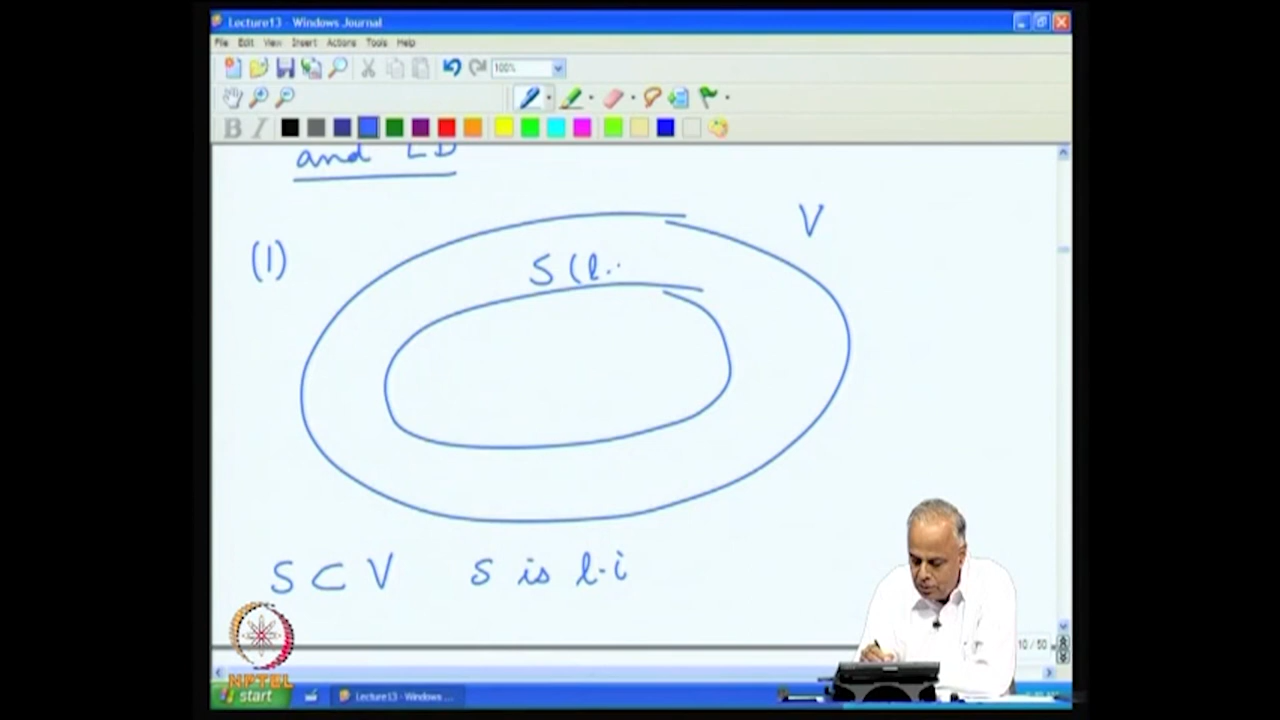 Lecture13 - Windows Journal
File Edit View Insert Actions Tools Help
100%
B I
and LD
(1)
V
S (l.
S ⊂ V S is l.i
10 / 50
NPTEL
start Lecture13 - Windows ...